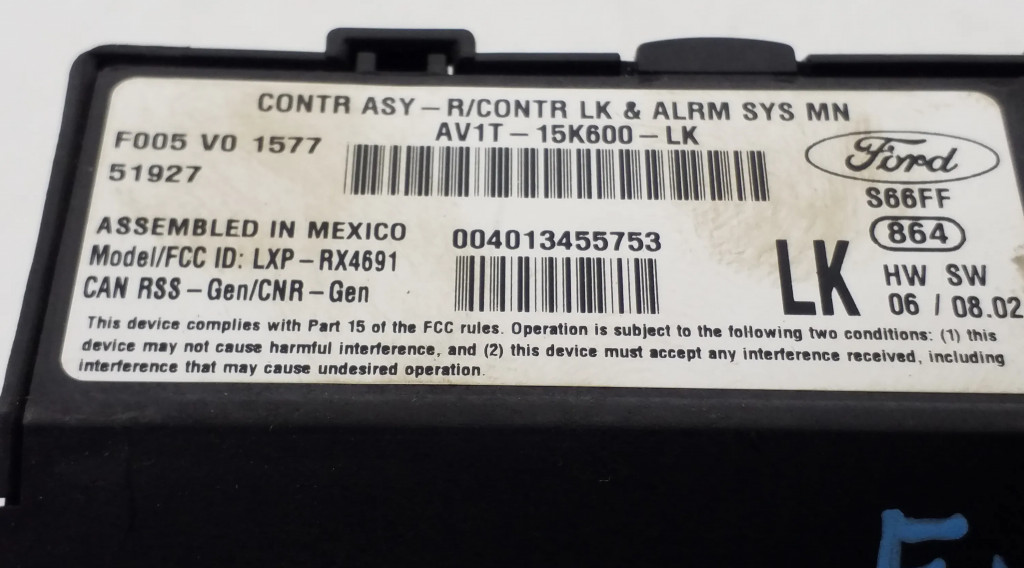 CONTR ASY-R/CONTR LK & ALRM SYS MN
AV1T-15K600-LK
F005 V0 1577
51927
Ford
S66FF
864
ASSEMBLED IN MEXICO
004013455753
Model/FCC ID: LXP-RX4691
CAN RSS-Gen/CNR-Gen
LK
HW SW
06 / 08.02
This device complies with Part 15 of the FCC rules. Operation is subject to the following two conditions: (1) this
device may not cause harmful interference, and (2) this device must accept any interference received, including
interference that may cause undesired operation.